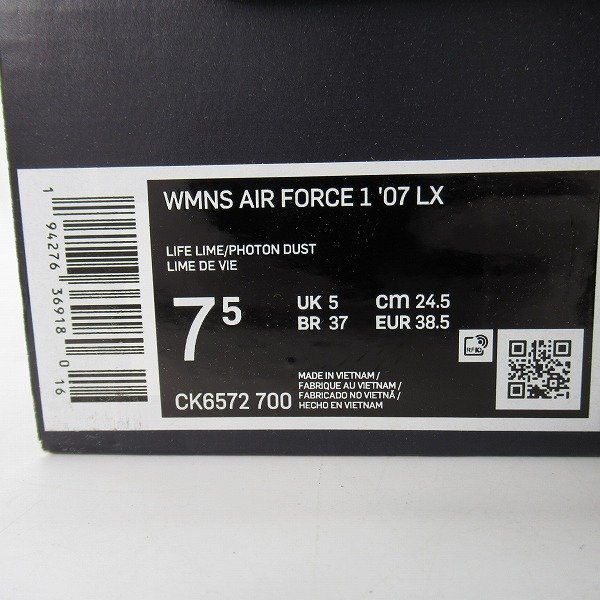 WMNS AIR FORCE 1 '07 LX
LIFE LIME/PHOTON DUST
LIME DE VIE
7⁵
UK 5 cm 24.5
BR 37 EUR 38.5
CK6572 700
MADE IN VIETNAM /
FABRIQUE AU VIETNAM /
FABRICADO NO VIETNÃ /
HECHO EN VIETNAM
RFID
1 94276 36918 016